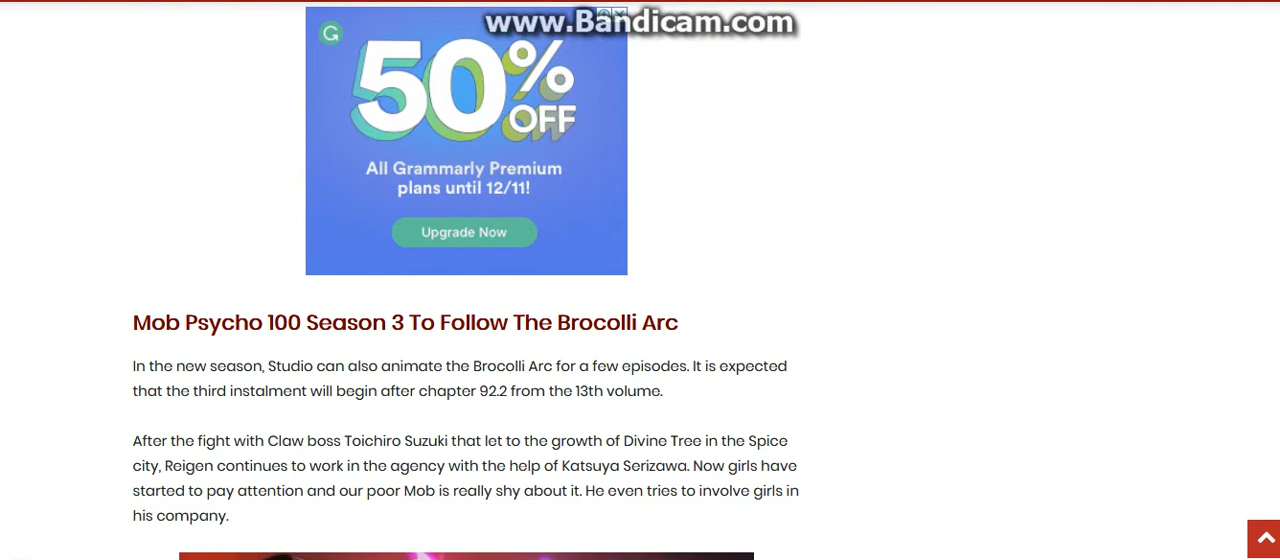 www.Bandicam.com
G
50% OFF
All Grammarly Premium
plans until 12/11!
Upgrade Now
Mob Psycho 100 Season 3 To Follow The Brocolli Arc
In the new season, Studio can also animate the Brocolli Arc for a few episodes. It is expected
that the third instalment will begin after chapter 92.2 from the 13th volume.
After the fight with Claw boss Toichiro Suzuki that let to the growth of Divine Tree in the Spice
city, Reigen continues to work in the agency with the help of Katsuya Serizawa. Now girls have
started to pay attention and our poor Mob is really shy about it. He even tries to involve girls in
his company.